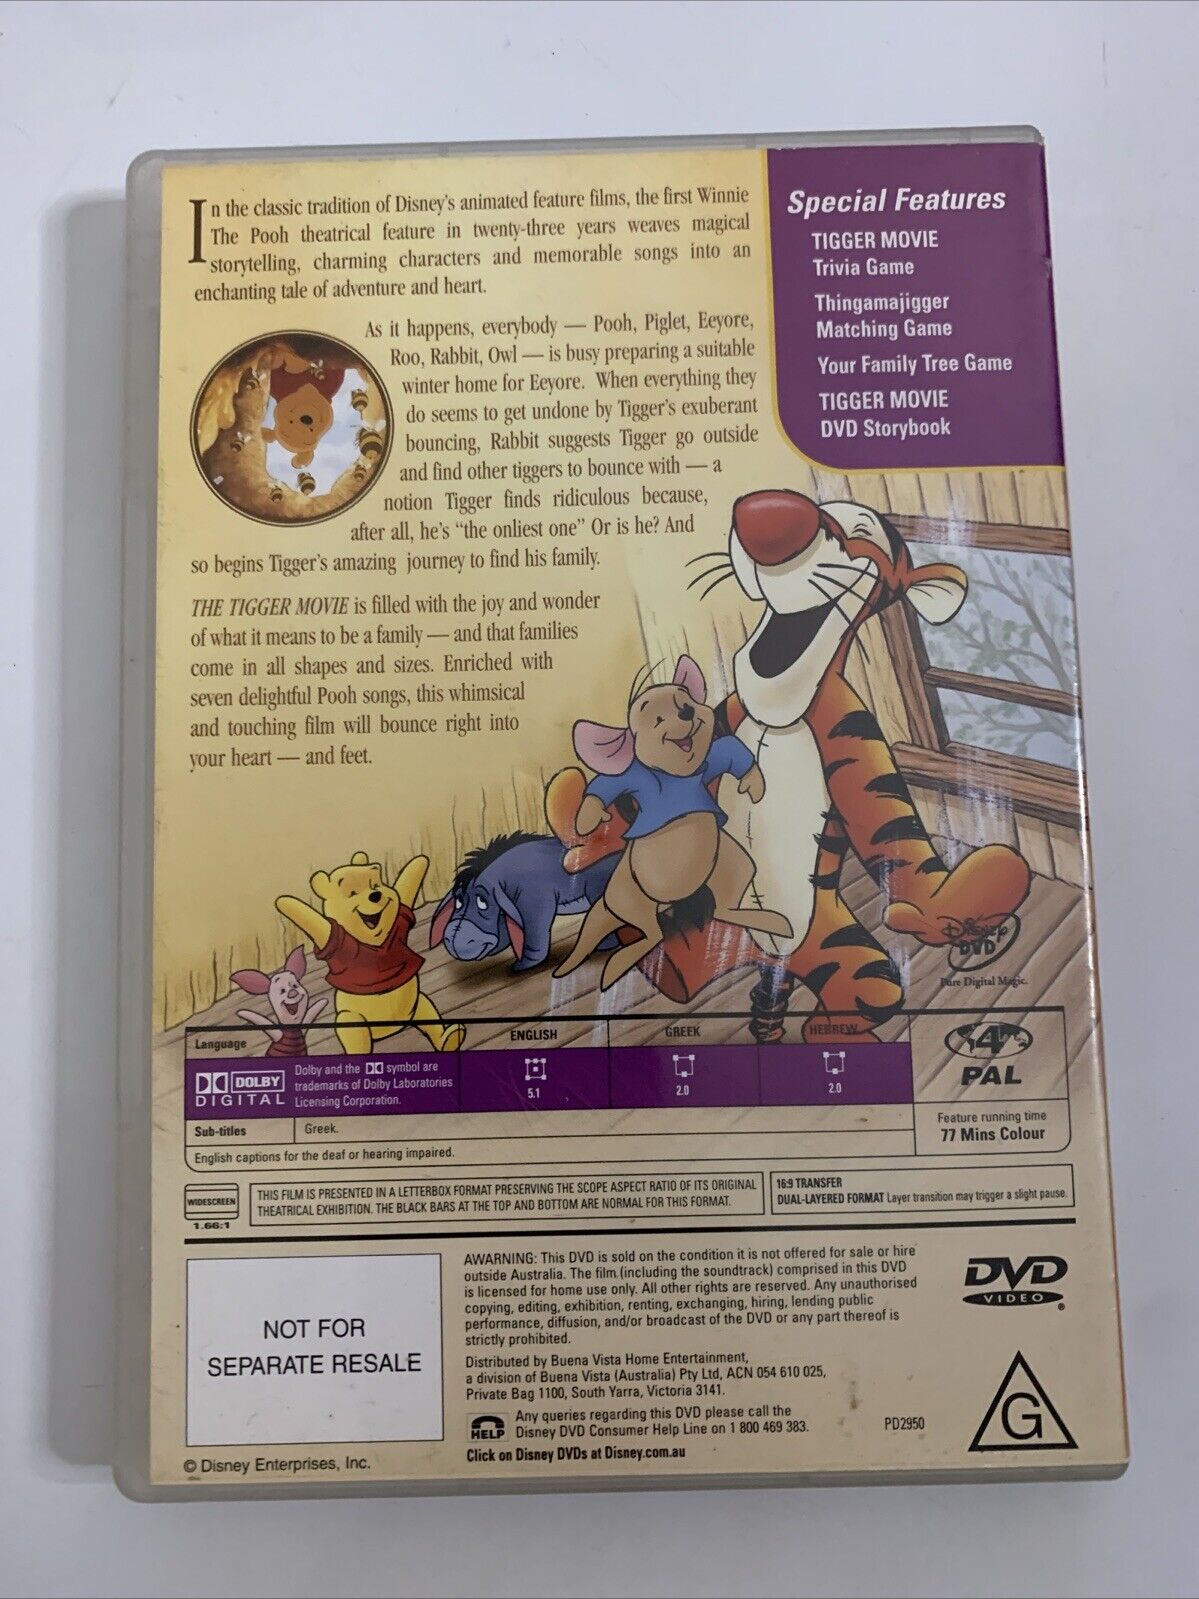 In the classic tradition of Disney's animated feature films, the first Winnie
The Pooh theatrical feature in twenty-three years weaves magical
storytelling, charming characters and memorable songs into an
enchanting tale of adventure and heart.
As it happens, everybody — Pooh, Piglet, Eeyore,
Roo, Rabbit, Owl — is busy preparing a suitable
winter home for Eeyore. When everything they
do seems to get undone by Tigger's exuberant
bouncing, Rabbit suggests Tigger go outside
and find other tiggers to bounce with — a
notion Tigger finds ridiculous because,
after all, he's "the onliest one" Or is he? And
so begins Tigger's amazing journey to find his family.
THE TIGGER MOVIE is filled with the joy and wonder
of what it means to be a family — and that families
come in all shapes and sizes. Enriched with
seven delightful Pooh songs, this whimsical
and touching film will bounce right into
your heart — and feet.
Special Features
TIGGER MOVIE
Trivia Game
Thingamajigger
Matching Game
Your Family Tree Game
TIGGER MOVIE
DVD Storybook
Disney
DVD
Pure Digital Magic.
Language
ENGLISH
GREEK
HEBREW
DOLBY
DIGITAL
Dolby and the DD symbol are
trademarks of Dolby Laboratories
Licensing Corporation.
5.1
2.0
2.0
4
PAL
Sub-titles
Greek.
Feature running time
77 Mins Colour
English captions for the deaf or hearing impaired.
WIDESCREEN
1.66:1
THIS FILM IS PRESENTED IN A LETTERBOX FORMAT PRESERVING THE SCOPE ASPECT RATIO OF ITS ORIGINAL
THEATRICAL EXHIBITION. THE BLACK BARS AT THE TOP AND BOTTOM ARE NORMAL FOR THIS FORMAT.
16:9 TRANSFER
DUAL-LAYERED FORMAT Layer transition may trigger a slight pause.
NOT FOR
SEPARATE RESALE
© Disney Enterprises, Inc.
AWARNING: This DVD is sold on the condition it is not offered for sale or hire
outside Australia. The film (including the soundtrack) comprised in this DVD
is licensed for home use only. All other rights are reserved. Any unauthorised
copying, editing, exhibition, renting, exchanging, hiring, lending public
performance, diffusion, and/or broadcast of the DVD or any part thereof is
strictly prohibited.
Distributed by Buena Vista Home Entertainment,
a division of Buena Vista (Australia) Pty Ltd, ACN 054 610 025,
Private Bag 1100, South Yarra, Victoria 3141.
HELP
Any queries regarding this DVD please call the
Disney DVD Consumer Help Line on 1 800 469 383.
Click on Disney DVDs at Disney.com.au
PD2950
DVD
VIDEO
®
G